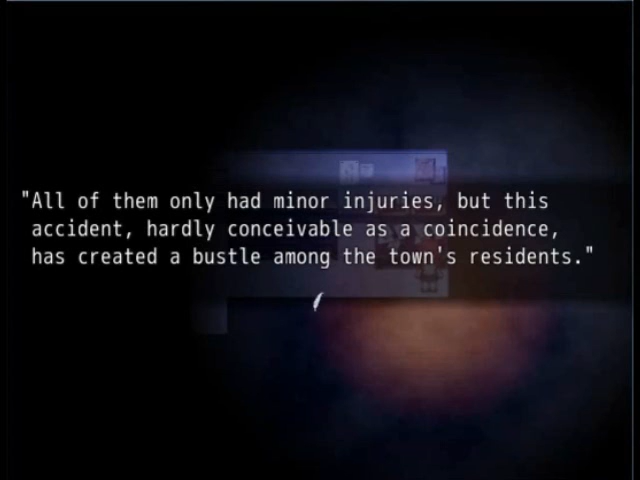 "All of them only had minor injuries, but this
accident, hardly conceivable as a coincidence,
has created a bustle among the town's residents."